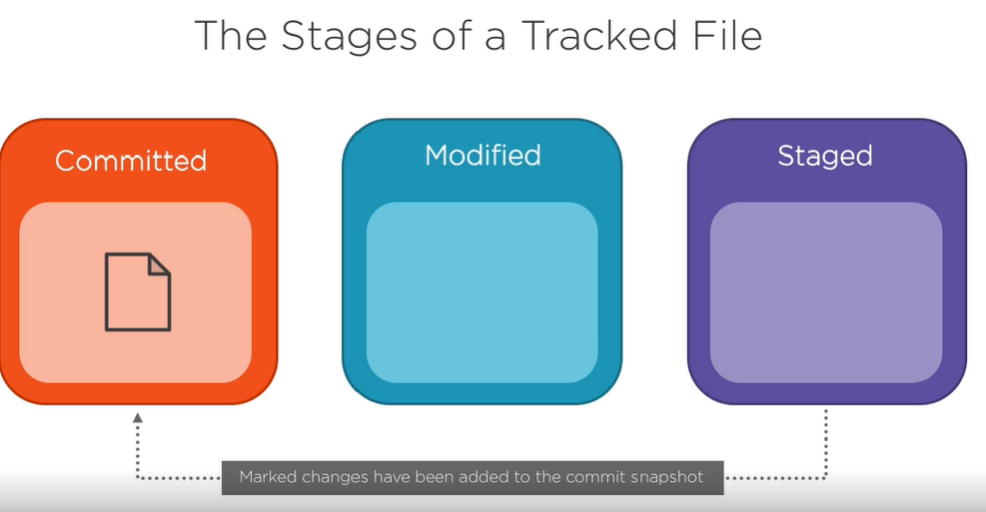 The Stages of a Tracked File
Committed
Modified
Staged
Marked changes have been added to the commit snapshot